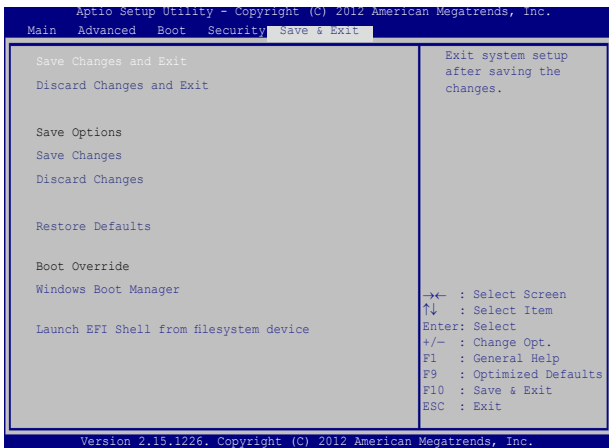 Aptio Setup Utility - Copyright (C) 2012 American Megatrends, Inc.
Main Advanced Boot Security Save & Exit
Save Changes and Exit
Discard Changes and Exit
Save Options
Save Changes
Discard Changes
Restore Defaults
Boot Override
Windows Boot Manager
Launch EFI Shell from filesystem device
Exit system setup
after saving the
changes.
→← : Select Screen
↑↓ : Select Item
Enter: Select
+/— : Change Opt.
F1 : General Help
F9 : Optimized Defaults
F10 : Save & Exit
ESC : Exit
Version 2.15.1226. Copyright (C) 2012 American Megatrends, Inc.